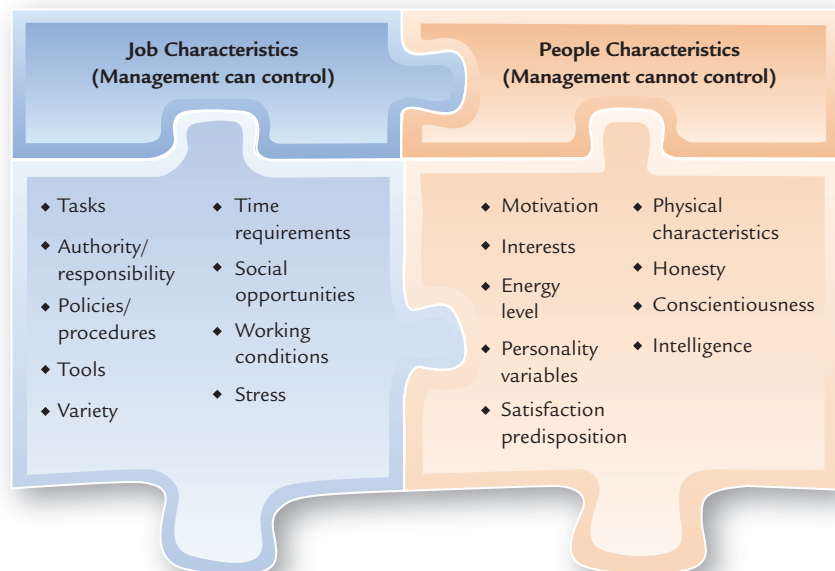 Job Characteristics
(Management can control)
People Characteristics
(Management cannot control)
◆ Tasks
◆ Authority/
responsibility
◆ Policies/
procedures
◆ Tools
◆ Variety
◆ Time
requirements
◆ Social
opportunities
◆ Working
conditions
◆ Stress
◆ Motivation
◆ Interests
◆ Energy
level
◆ Personality
variables
◆ Satisfaction
predisposition
◆ Physical
characteristics
◆ Honesty
◆ Conscientiousness
◆ Intelligence